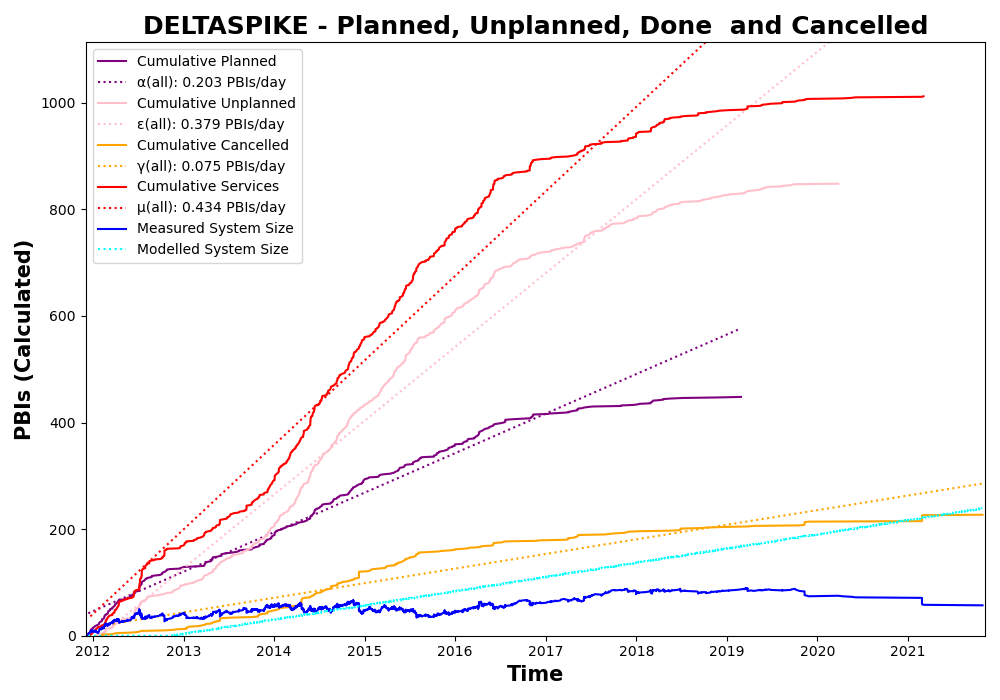 DELTASPIKE - Planned, Unplanned, Done  and Cancelled
PBIs (Calculated)
1000
800
600
400
200
0
Cumulative Planned
α(all): 0.203 PBIs/day
Cumulative Unplanned
ε(all): 0.379 PBIs/day
Cumulative Cancelled
γ(all): 0.075 PBIs/day
Cumulative Services
μ(all): 0.434 PBIs/day
Measured System Size
Modelled System Size
2012 2013 2014 2015 2016 2017 2018 2019 2020 2021
Time